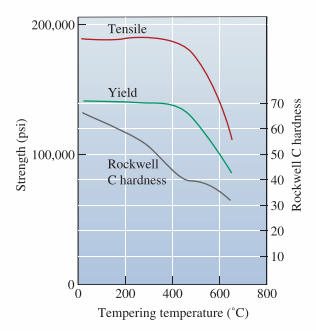 200,000
Tensile
Yield
70
60
100,000
50
Rockwell
C hardness
40
30
20
10
0
0 200 400 600 800
Tempering temperature (˚C)
Strength (psi)
Rockwell C hardness